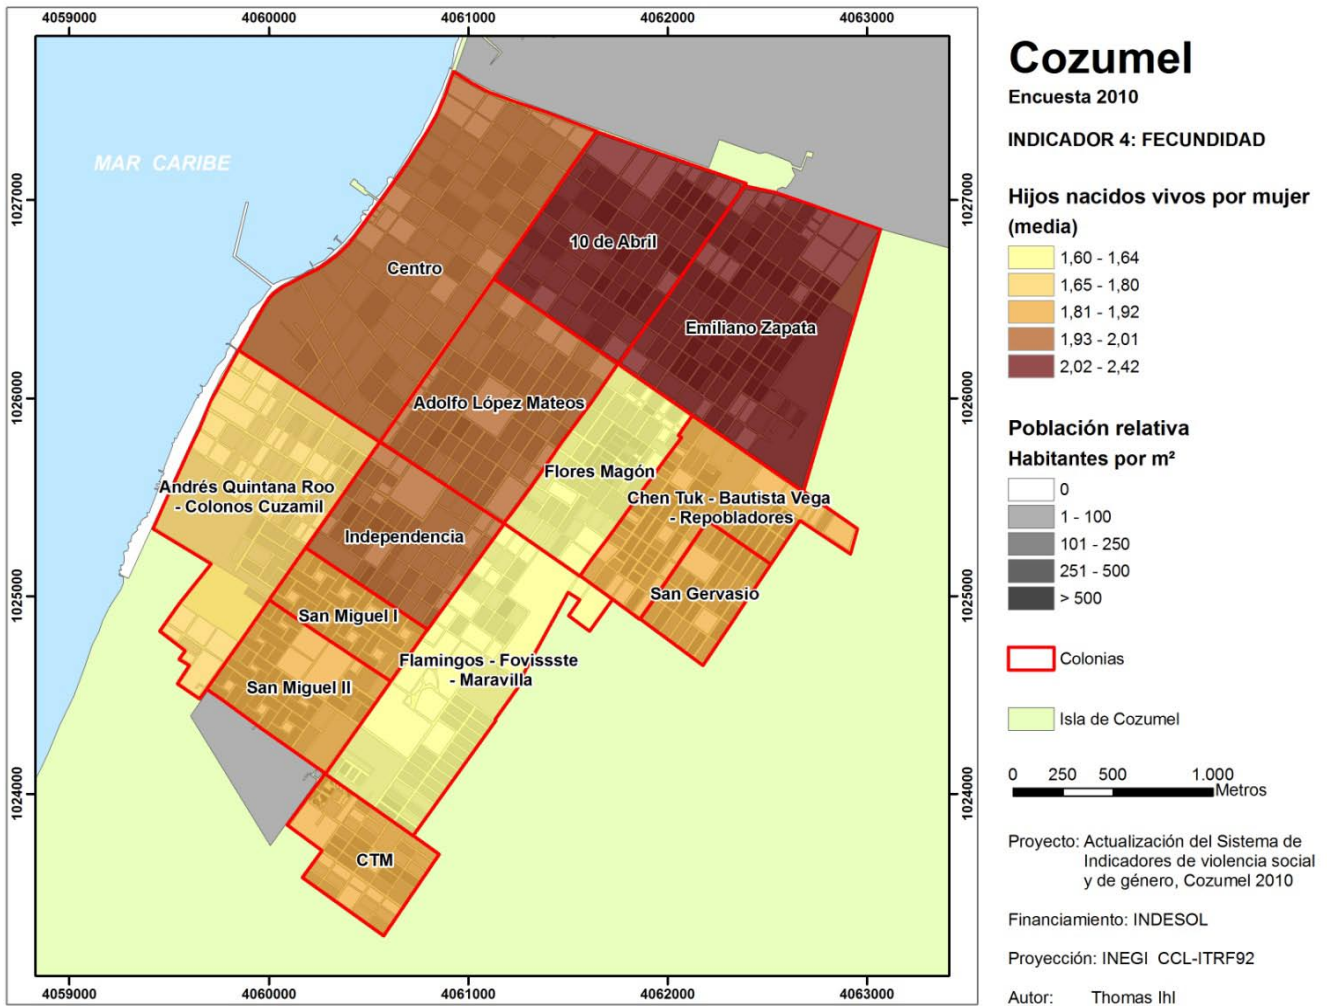 4059000
4060000
4061000
4062000
4063000
1027000
1026000
1025000
1024000
MAR CARIBE
Centro
10 de Abril
Emiliano Zapata
Adolfo López Mateos
Flores Magón
Andrés Quintana Roo
- Colonos Cuzamil
Chen Tuk - Bautista Vega
- Repobladores
Independencia
San Miguel I
San Gervasio
Flamingos - Fovissste
- Maravilla
San Miguel II
CTM
1027000
1026000
1025000
1024000
4059000
4060000
4061000
4062000
4063000
Cozumel
Encuesta 2010
INDICADOR 4: FECUNDIDAD
Hijos nacidos vivos por mujer
(media)
1,60 - 1,64
1,65 - 1,80
1,81 - 1,92
1,93 - 2,01
2,02 - 2,42
Población relativa
Habitantes por m²
0
1 - 100
101 - 250
251 - 500
> 500
Colonias
Isla de Cozumel
0 250 500 1.000
Metros
Proyecto: Actualización del Sistema de
Indicadores de violencia social
y de género, Cozumel 2010
Financiamiento: INDESOL
Proyección: INEGI CCL-ITRF92
Autor: Thomas Ihl